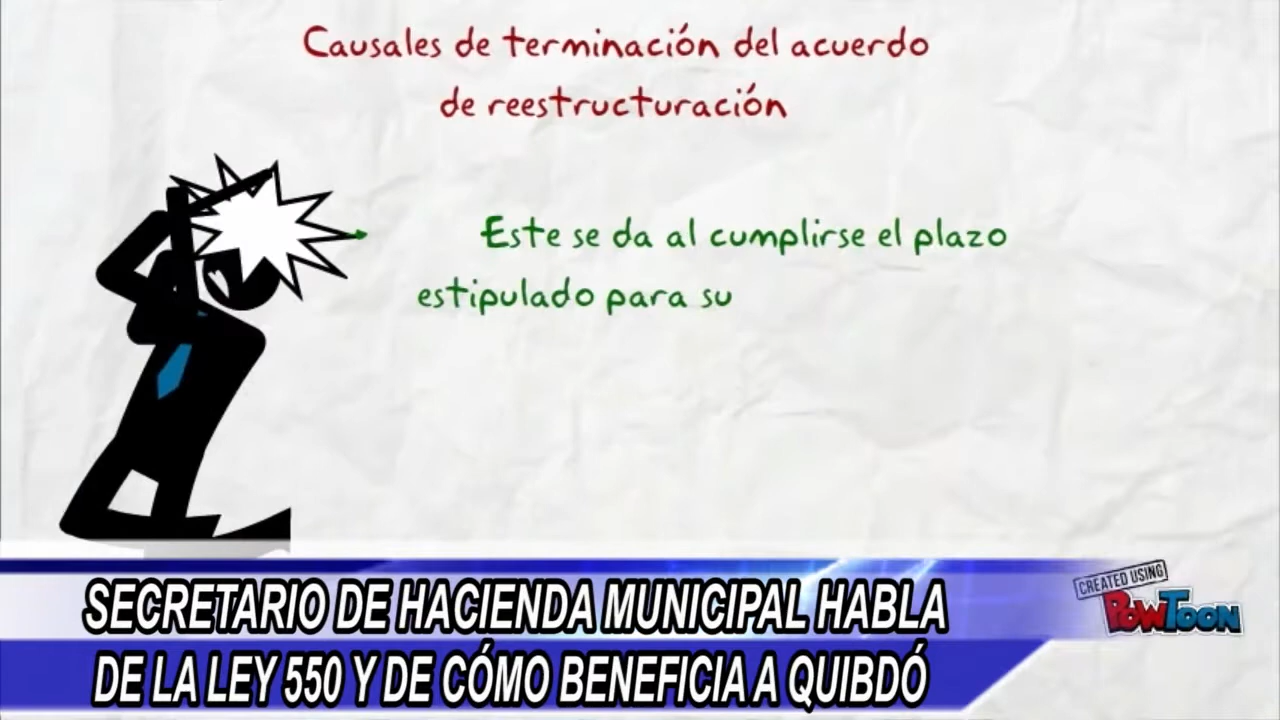 Causales de terminación del acuerdo
de reestructuración
Este se da al cumplirse el plazo
estipulado para su
SECRETARIO DE HACIENDA MUNICIPAL HABLA
DE LA LEY 550 Y DE CÓMO BENEFICIA A QUIBDÓ
CREATED USING
POWTOON